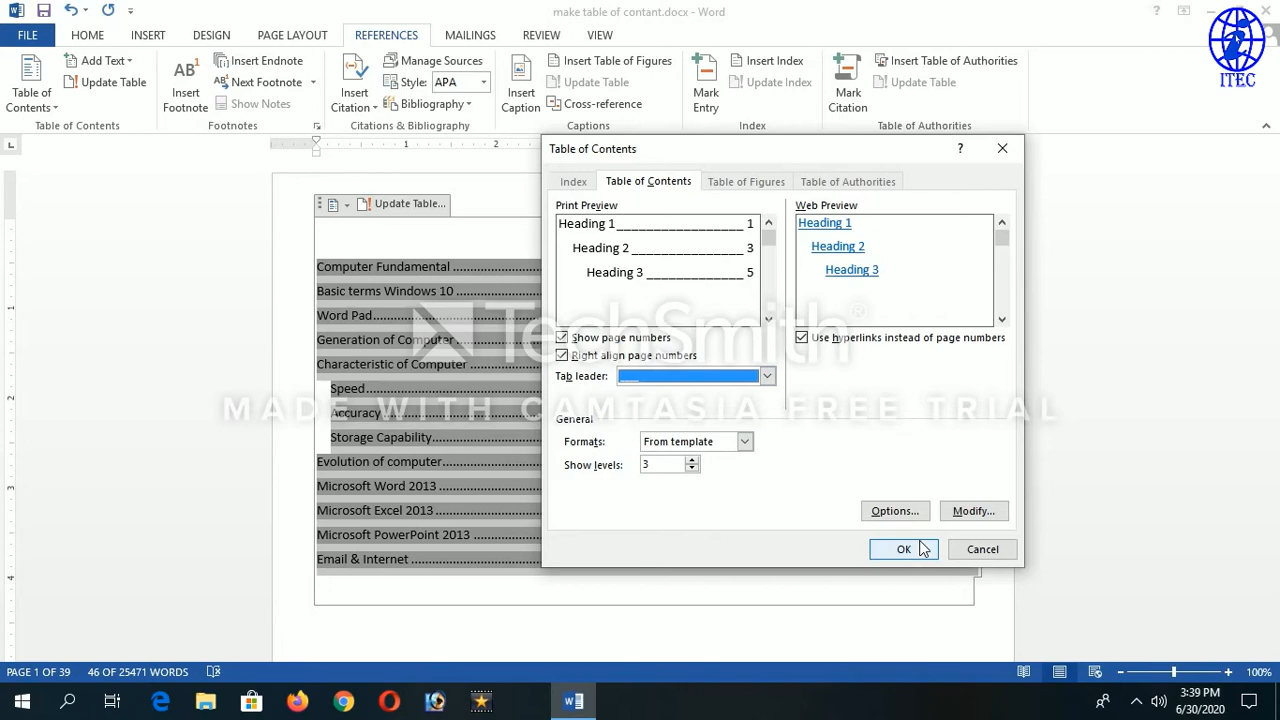 make table of contant.docx - Word
FILE HOME INSERT DESIGN PAGE LAYOUT REFERENCES MAILINGS REVIEW VIEW
ITEC
Table of Contents
Add Text
Update Table
Table of Contents
AB1
Insert Footnote
Insert Endnote
Next Footnote
Show Notes
Footnotes
Insert Citation
Manage Sources
Style: APA
Bibliography
Citations & Bibliography
Insert Caption
Insert Table of Figures
Update Table
Cross-reference
Captions
Mark Entry
Insert Index
Update Index
Index
Mark Citation
Insert Table of Authorities
Update Table
Table of Authorities
1 2
Update Table...
Computer Fundamental
Basic terms Windows 10
Word Pad
Generation of Computer
Characteristic of Computer
Speed
Accuracy
Storage Capability
Evolution of computer
Microsoft Word 2013
Microsoft Excel 2013
Microsoft PowerPoint 2013
Email & Internet
Table of Contents
Index Table of Contents Table of Figures Table of Authorities
Print Preview
Heading 1 1
Heading 2 3
Heading 3 5
Web Preview
Heading 1
Heading 2
Heading 3
Show page numbers
Right align page numbers
Use hyperlinks instead of page numbers
Tab leader:
General
Formats: From template
Show levels: 3
Options... Modify...
OK Cancel
TechSmith®
MADE WITH CAMTASIA FREE TRIAL
1
2
3
4
PAGE 1 OF 39 46 OF 25471 WORDS 100%
3:39 PM
6/30/2020